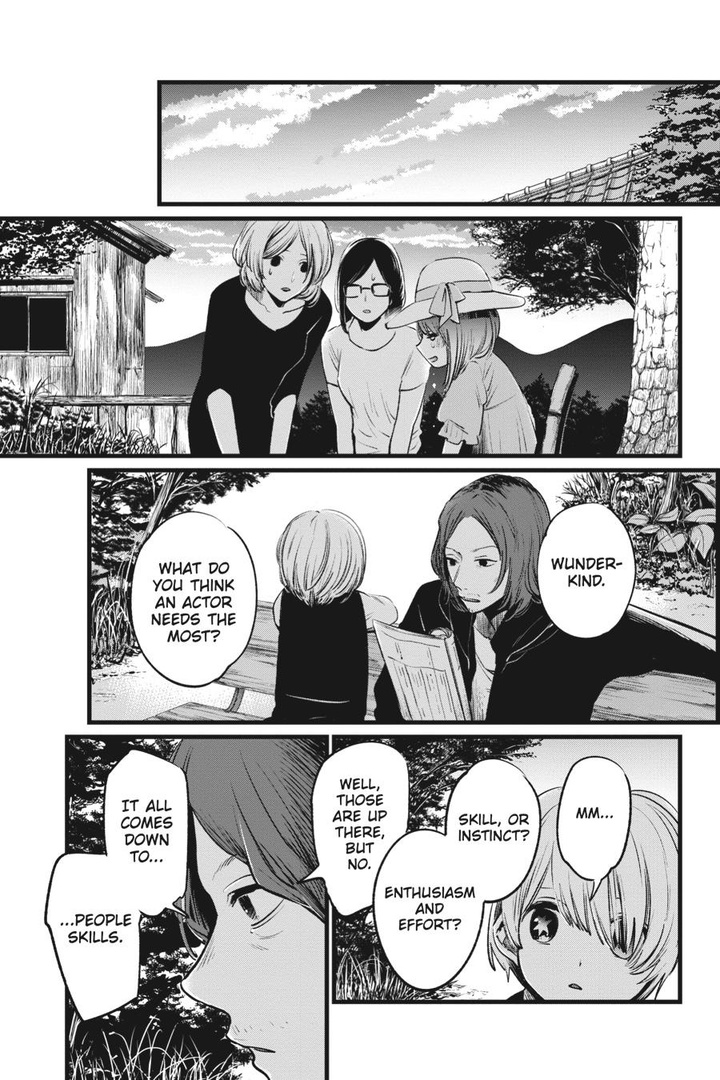 WUNDER-
KIND.
WHAT DO
YOU THINK
AN ACTOR
NEEDS THE
MOST?
MM...
SKILL, OR
INSTINCT?
ENTHUSIASM
AND
EFFORT?
WELL,
THOSE
ARE UP
THERE,
BUT
NO.
IT ALL
COMES
DOWN
TO...
...PEOPLE
SKILLS.